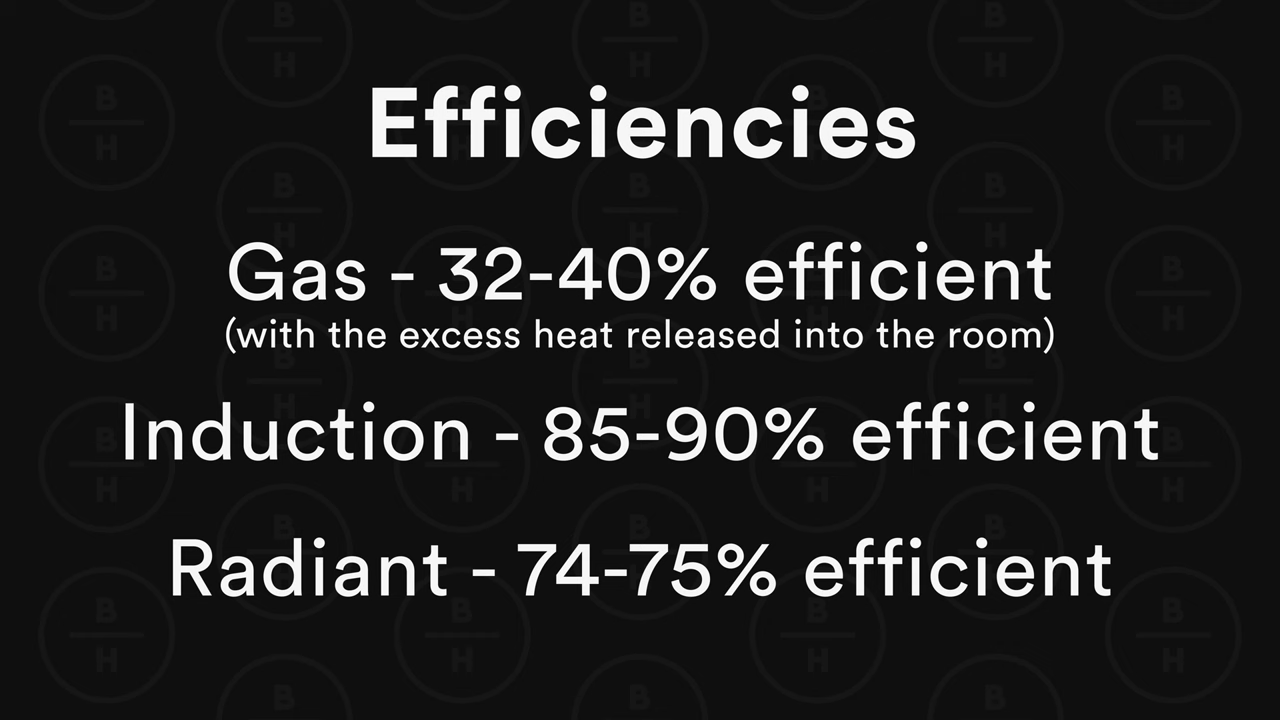 Efficiencies
Gas - 32-40% efficient
(with the excess heat released into the room)
Induction - 85-90% efficient
Radiant - 74-75% efficient